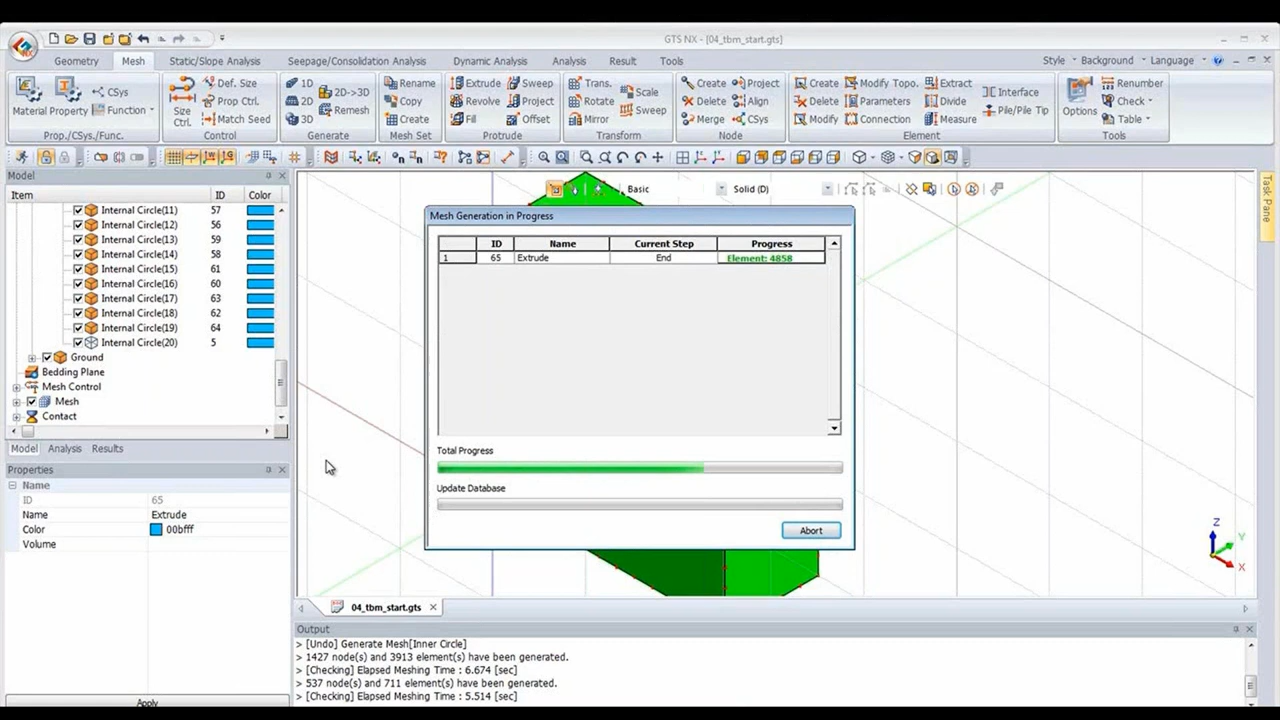 GTS NX - [04_tbm_start.gts]
Geometry Mesh Static/Slope Analysis Seepage/Consolidation Analysis Dynamic Analysis Analysis Result Tools Style Background Language
Def. Size 1D Rename Extrude Sweep Trans. Create Project Create Modify Topo. Extract Renumber
CSys 2D->3D Scale Interface
Prop Ctrl. 2D Copy Revolve Project Rotate Delete Align Delete Parameters Divide Check
Material Property Function Size Ctrl. Remesh Sweep Pile/Pile Tip Options
Match Seed 3D Create Fill Offset Mirror Merge CSys Modify Connection Measure Table
Prop./CSys./Func. Control Generate Mesh Set Protrude Transform Node Element Tools
Model
Basic Solid (D)
Task Pane
Item ID Color
Internal Circle(11) 57
Internal Circle(12) 56
Internal Circle(13) 59
Internal Circle(14) 58
Internal Circle(15) 61
Internal Circle(16) 60
Internal Circle(17) 63
Internal Circle(18) 62
Internal Circle(19) 64
Internal Circle(20) 5
Ground
Bedding Plane
Mesh Control
Mesh
Contact
Model Analysis Results
Properties
Name
ID 65
Name Extrude
Color 00bfff
Volume
Apply
Mesh Generation in Progress
ID Name Current Step Progress
1 65 Extrude End Element: 4858
Total Progress
Update Database
Abort
Z
Y
X
04_tbm_start.gts
Output
> [Undo] Generate Mesh[Inner Circle]
> 1427 node(s) and 3913 element(s) have been generated.
> [Checking] Elapsed Meshing Time : 6.674 [sec]
> 537 node(s) and 711 element(s) have been generated.
> [Checking] Elapsed Meshing Time : 5.514 [sec]